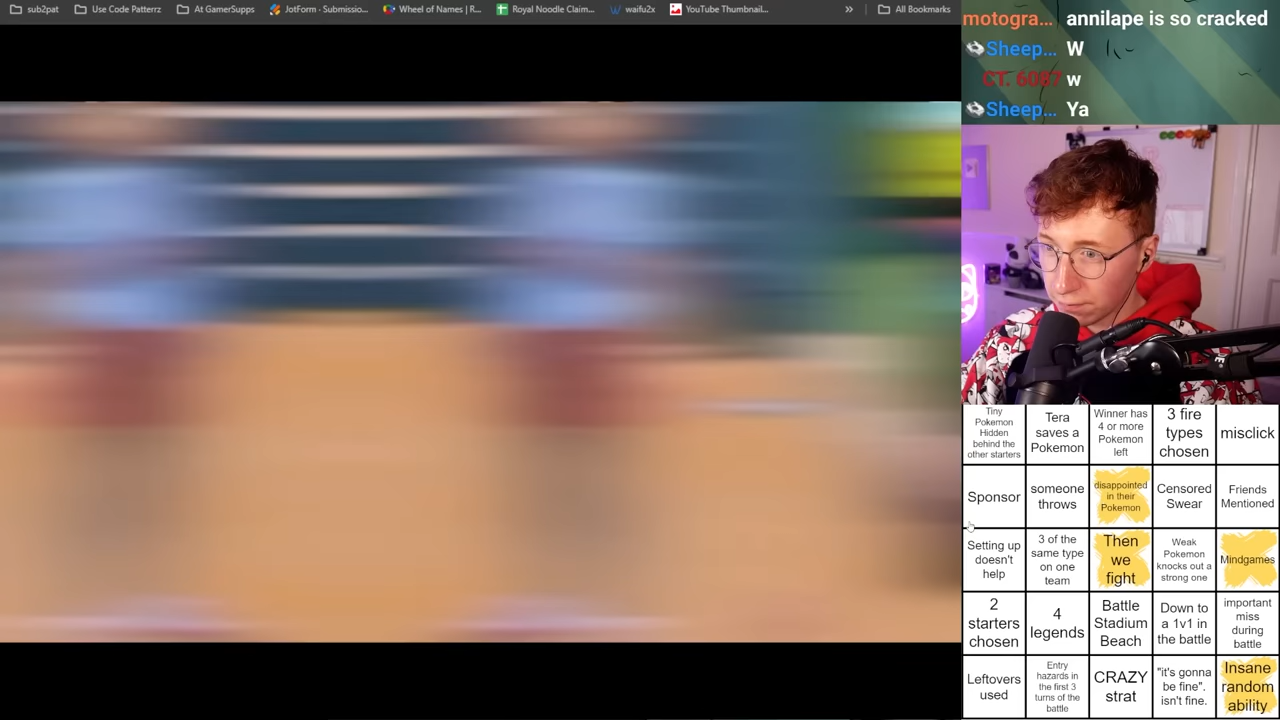 sub2pat
Use Code Patterrz
At GamerSupps
JotForm - Submissio...
Wheel of Names | R...
Royal Noodle Claim...
waifu2x
YouTube Thumbnail...
»
All Bookmarks
motogra... annilape is so cracked
Sheep... W
CT. 6087 w
Sheep... Ya
Tiny
Pokemon
Hidden
behind the
other starters
Tera
saves a
Pokemon
Winner has
4 or more
Pokemon
left
3 fire
types
chosen
misclick
Sponsor
someone
throws
disappointed
in their
Pokemon
Censored
Swear
Friends
Mentioned
Setting up
doesn't
help
3 of the
same type
on one
team
Then
we
fight
Weak
Pokemon
knocks out a
strong one
Mindgames
2
starters
chosen
4
legends
Battle
Stadium
Beach
Down to
a 1v1 in
the battle
important
miss
during
battle
Leftovers
used
Entry
hazards in
the first 3
turns of the
battle
CRAZY
strat
"it's gonna
be fine".
isn't fine.
Insane
random
ability